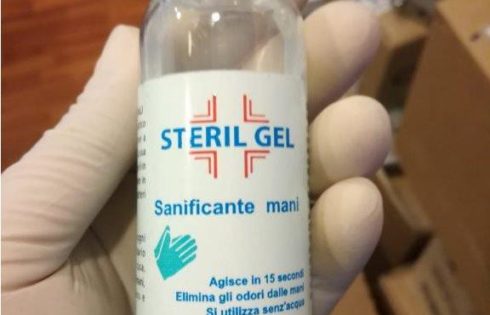 STERIL GEL
Sanificante mani
Agisce in 15 secondi
Elimina gli odori dalle mani
Si utilizza senz'acqua